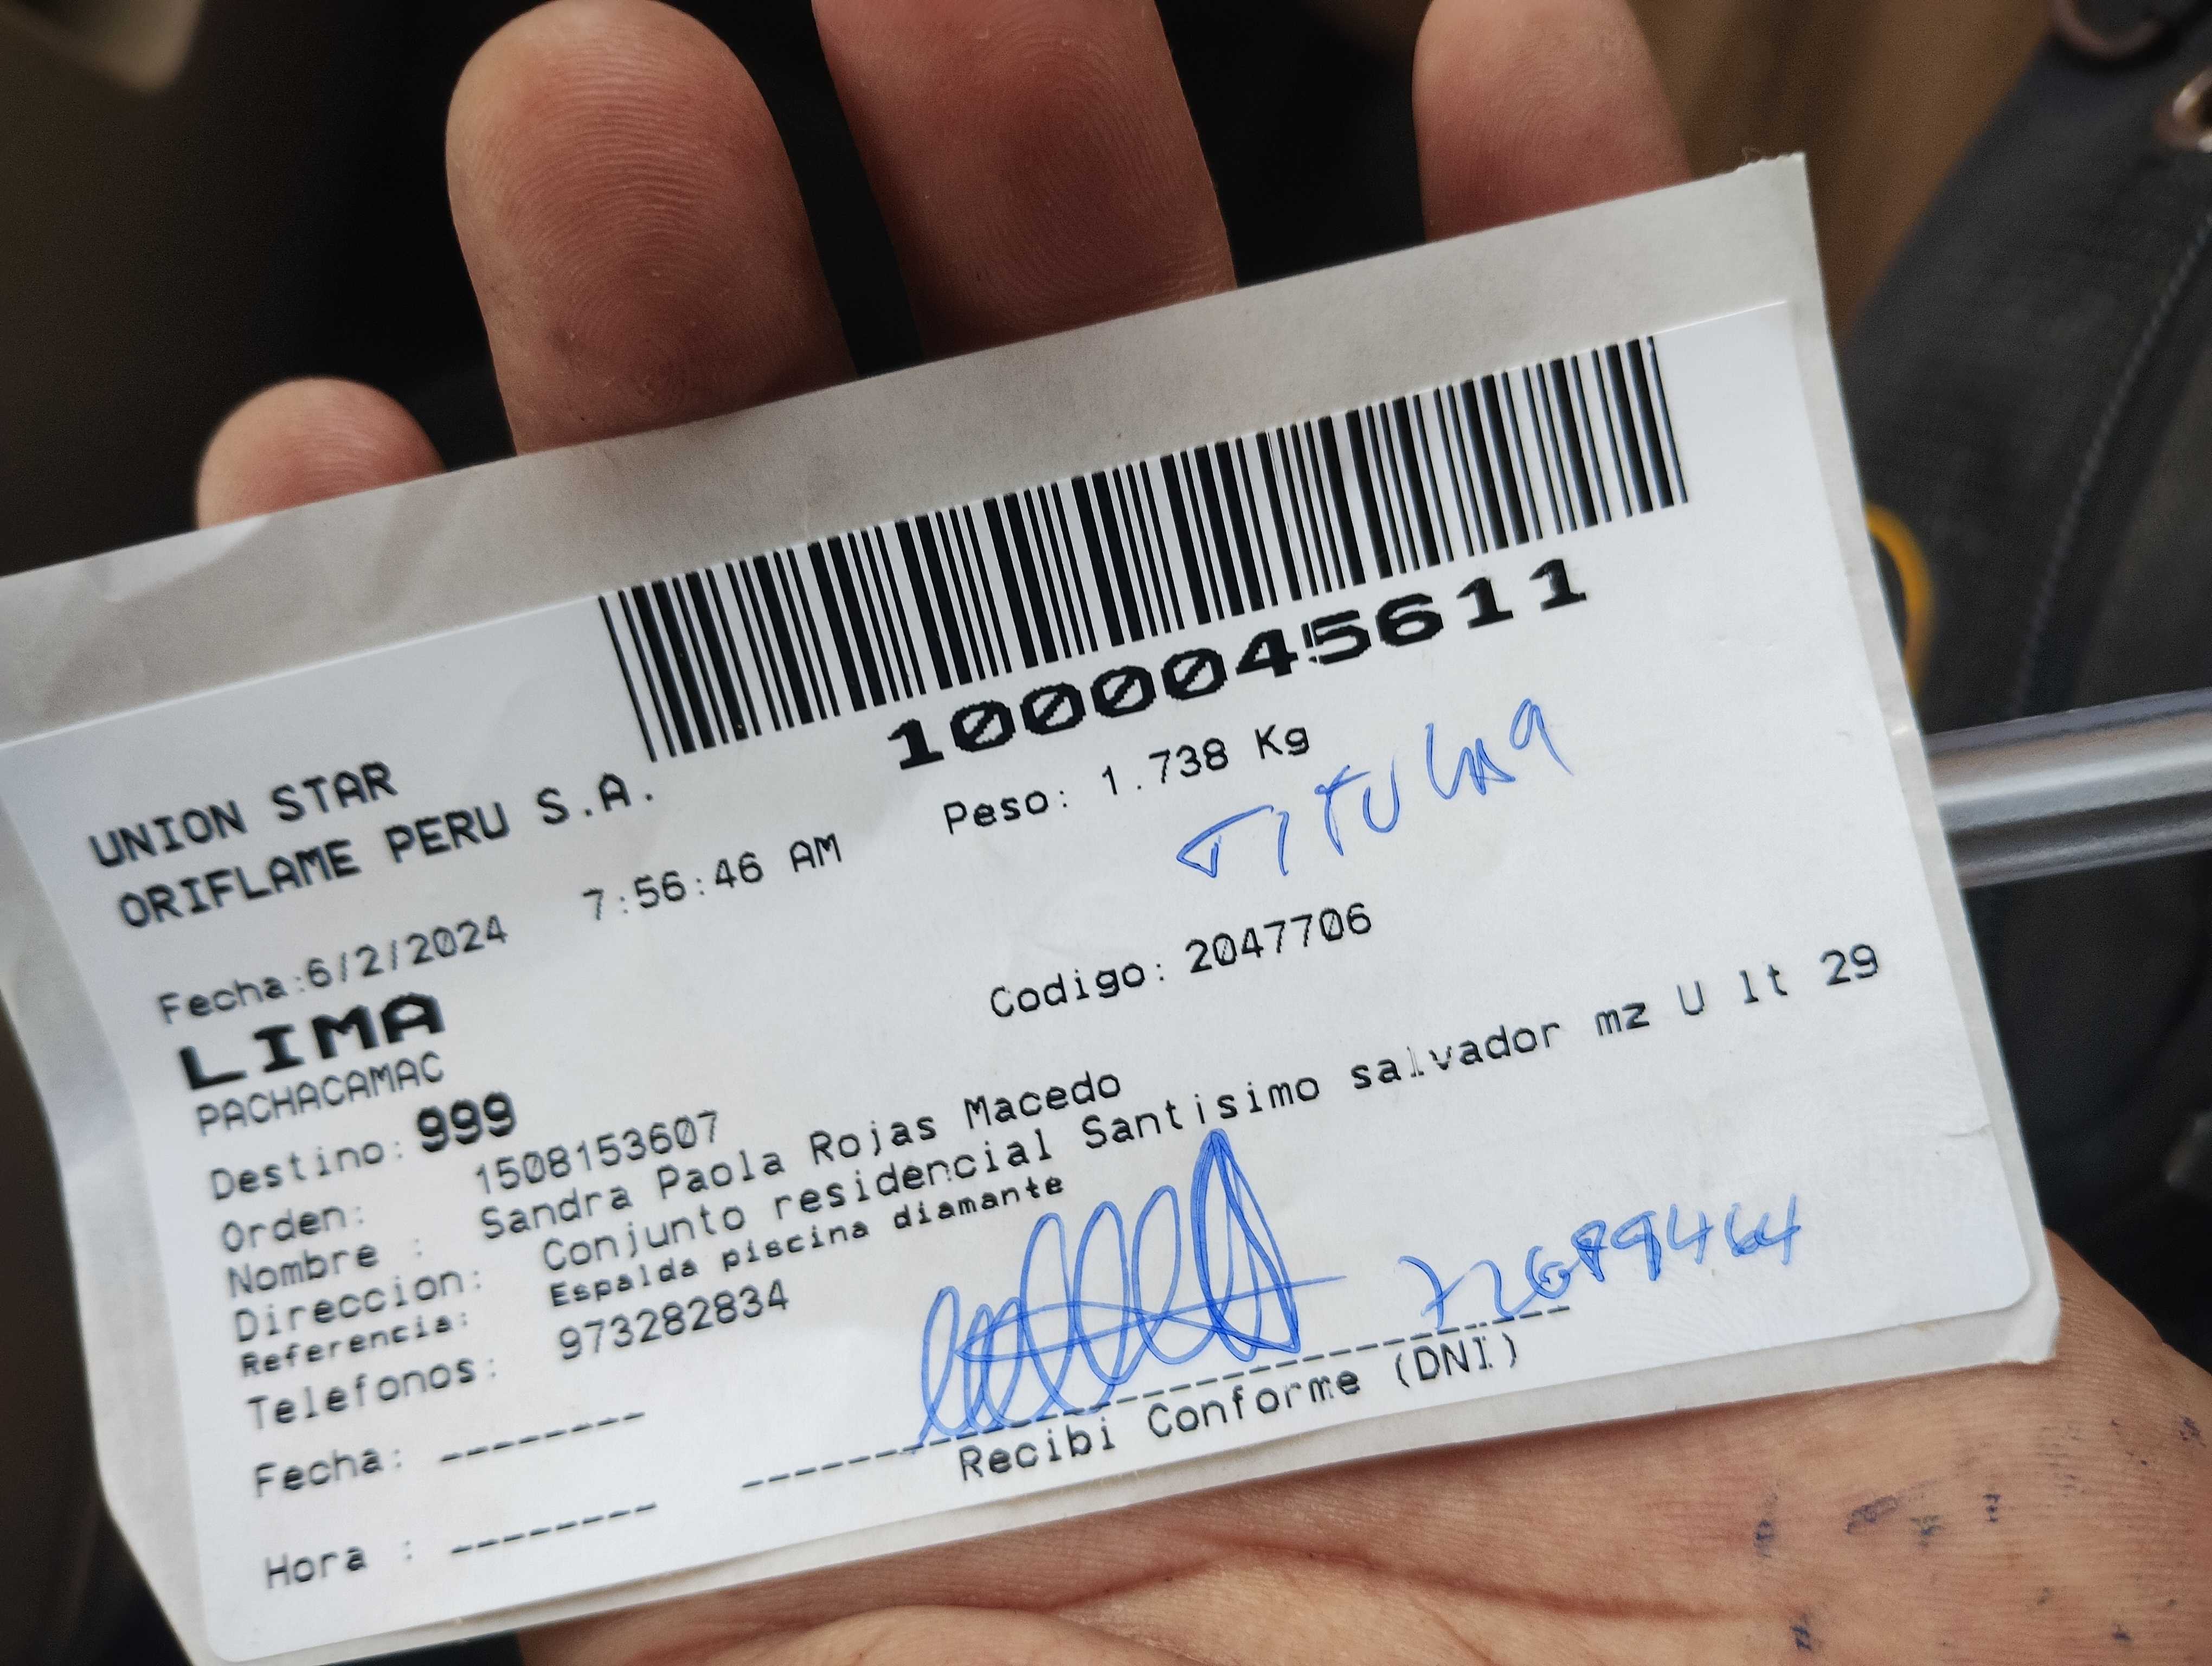 1000045611
UNION STAR
ORIFLAME PERU S.A.
Peso: 1.738 Kg
Fecha:6/2/2024 7:56:46 AM
LIMA
PACHACAMAC
Codigo: 2047706
Destino: 999
Orden: 1508153607
Nombre : Sandra Paola Rojas Macedo
Direccion: Conjunto residencial Santisimo salvador mz U lt 29
Referencia: Espalda piscina diamante
Telefonos: 973282834
Fecha: --------
Recibi Conforme (DNI)
Hora : --------